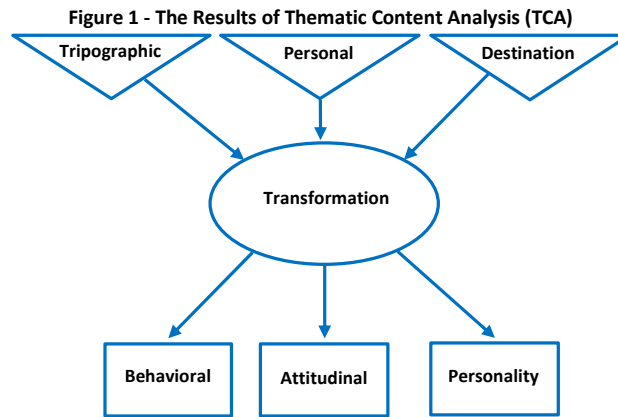 Figure 1 - The Results of Thematic Content Analysis (TCA)
Tripographic
Personal
Destination
Transformation
Behavioral
Attitudinal
Personality